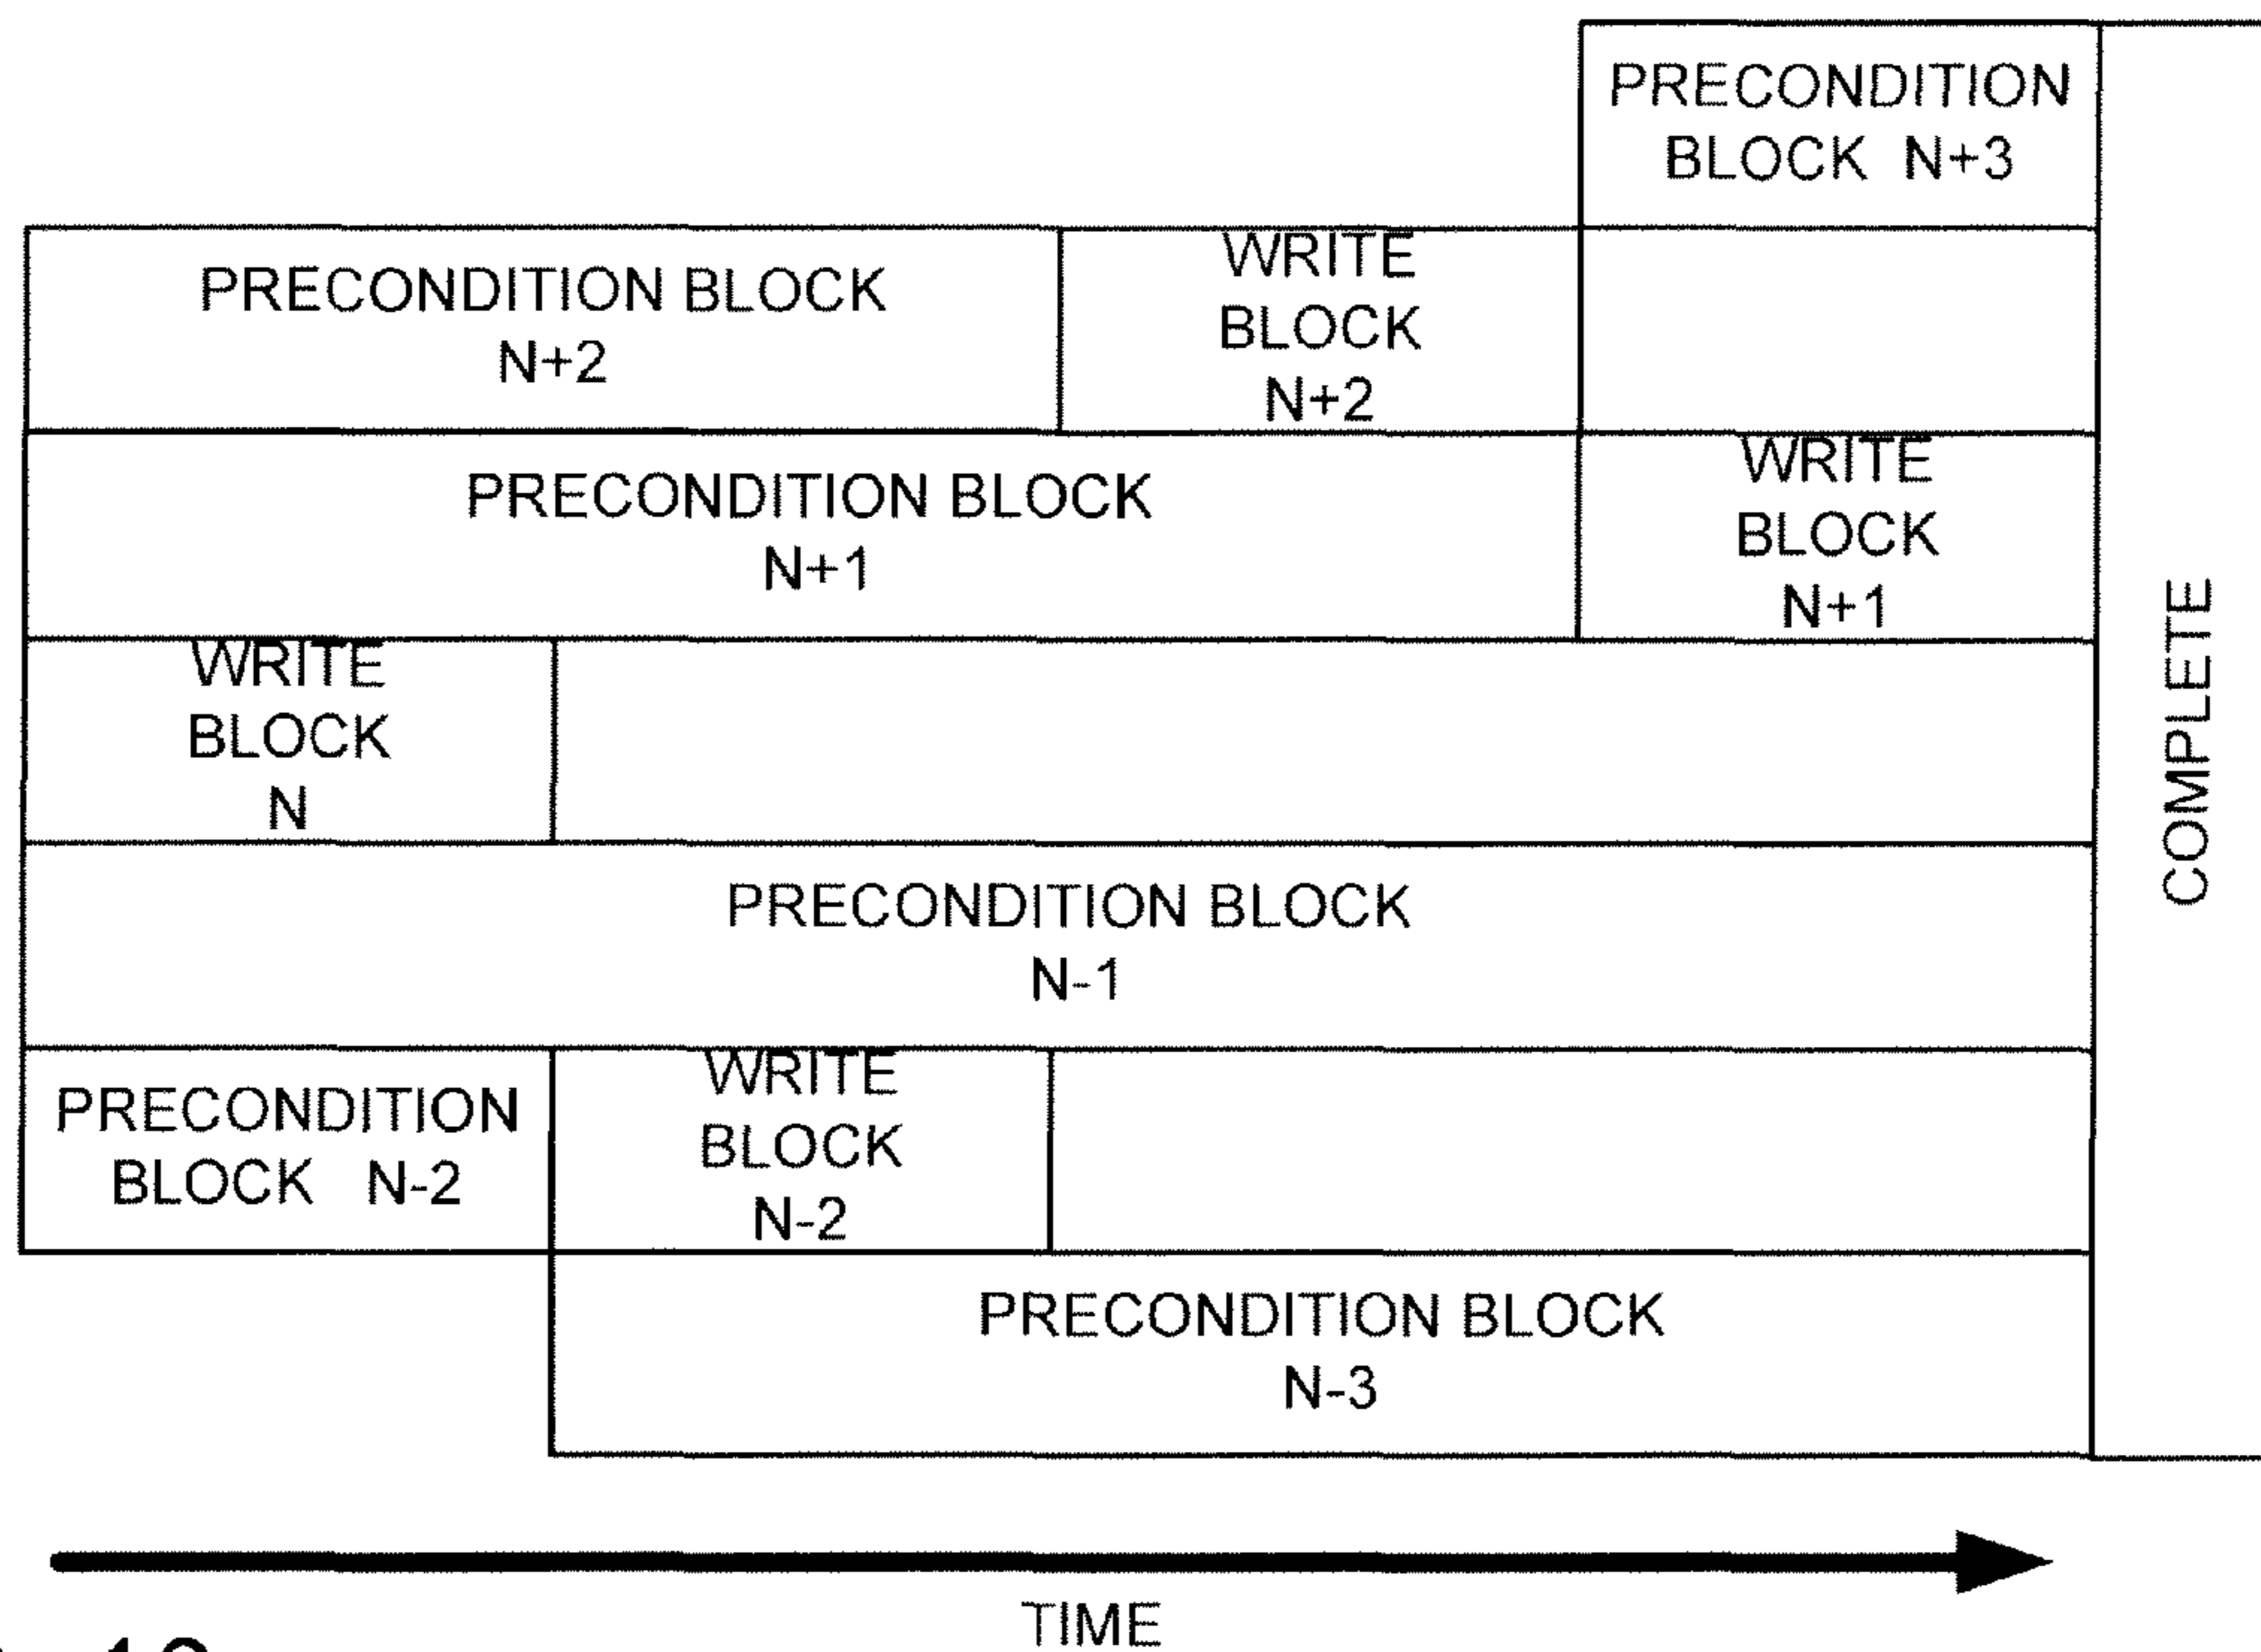 PRECONDITION
BLOCK N+3
PRECONDITION BLOCK
N+2
WRITE
BLOCK
N+2
PRECONDITION BLOCK
N+1
WRITE
BLOCK
N+1
WRITE
BLOCK
N
PRECONDITION BLOCK
N-1
PRECONDITION
BLOCK N-2
WRITE
BLOCK
N-2
PRECONDITION BLOCK
N-3
COMPLETE
TIME